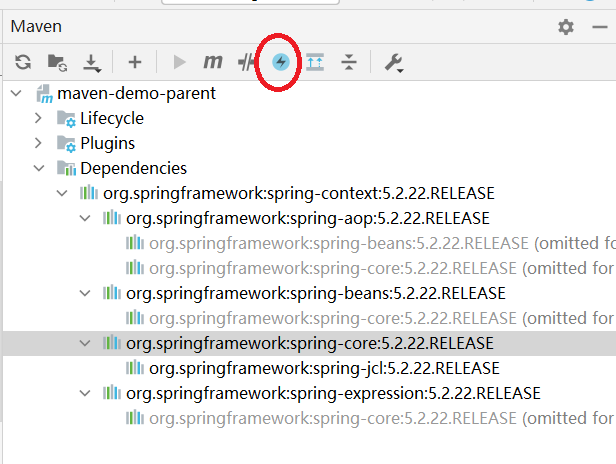 Maven
m
maven-demo-parent
Lifecycle
Plugins
Dependencies
org.springframework:spring-context:5.2.22.RELEASE
org.springframework:spring-aop:5.2.22.RELEASE
org.springframework:spring-beans:5.2.22.RELEASE (omitted fo
org.springframework:spring-core:5.2.22.RELEASE (omitted for
org.springframework:spring-beans:5.2.22.RELEASE
org.springframework:spring-core:5.2.22.RELEASE (omitted for
org.springframework:spring-core:5.2.22.RELEASE
org.springframework:spring-jcl:5.2.22.RELEASE
org.springframework:spring-expression:5.2.22.RELEASE
org.springframework:spring-core:5.2.22.RELEASE (omitted for